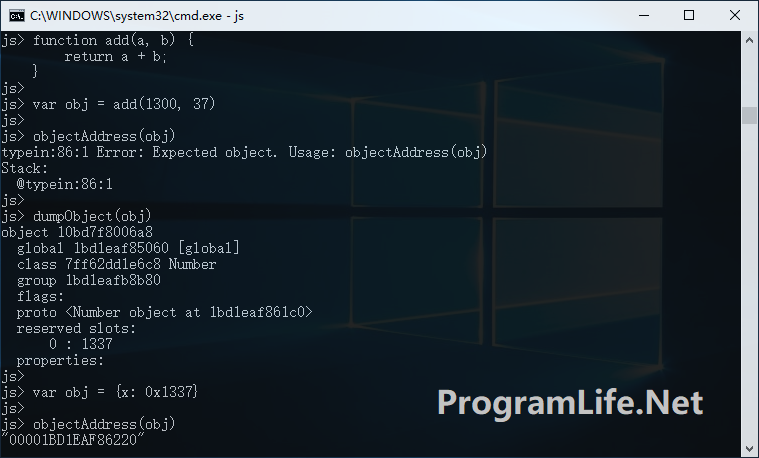 C:\WINDOWS\system32\cmd.exe - js
js> function add(a, b) {
        return a + b;
    }
js>
js> var obj = add(1300, 37)
js>
js> objectAddress(obj)
typein:86:1 Error: Expected object. Usage: objectAddress(obj)
Stack:
  @typein:86:1
js>
js> dumpObject(obj)
object 10bd7f8006a8
  global 1bd1eaf85060 [global]
  class 7ff62dd1e6c8 Number
  group 1bd1eafb8b80
  flags:
  proto <Number object at 1bd1eaf861c0>
  reserved slots:
      0 : 1337
  properties:
js>
js> var obj = {x: 0x1337}
js>
js> objectAddress(obj)
"00001BD1EAF86220"
ProgramLife.Net